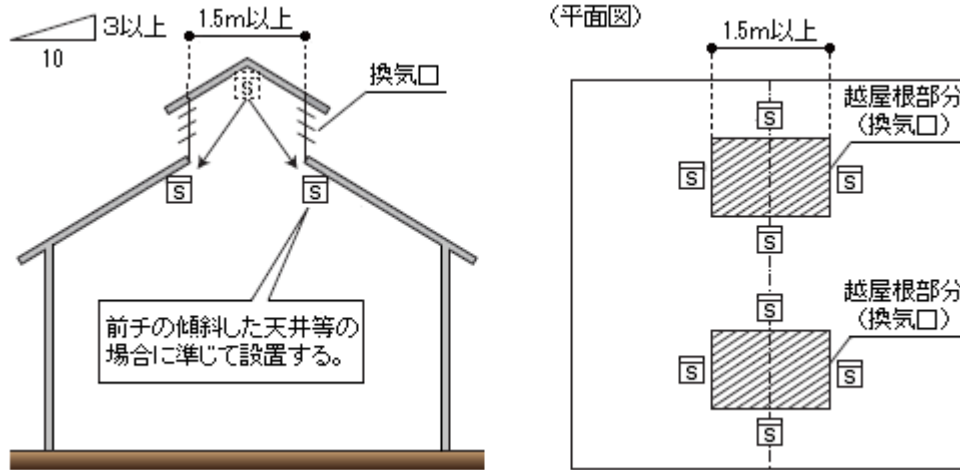 3以上
10
1.5m以上
換気口
S
S
S
前チの傾斜した天井等の
場合に準じて設置する。
(平面図)
1.5m以上
越屋根部分
(換気口)
S
S
S
S
越屋根部分
(換気口)
S
S
S
S